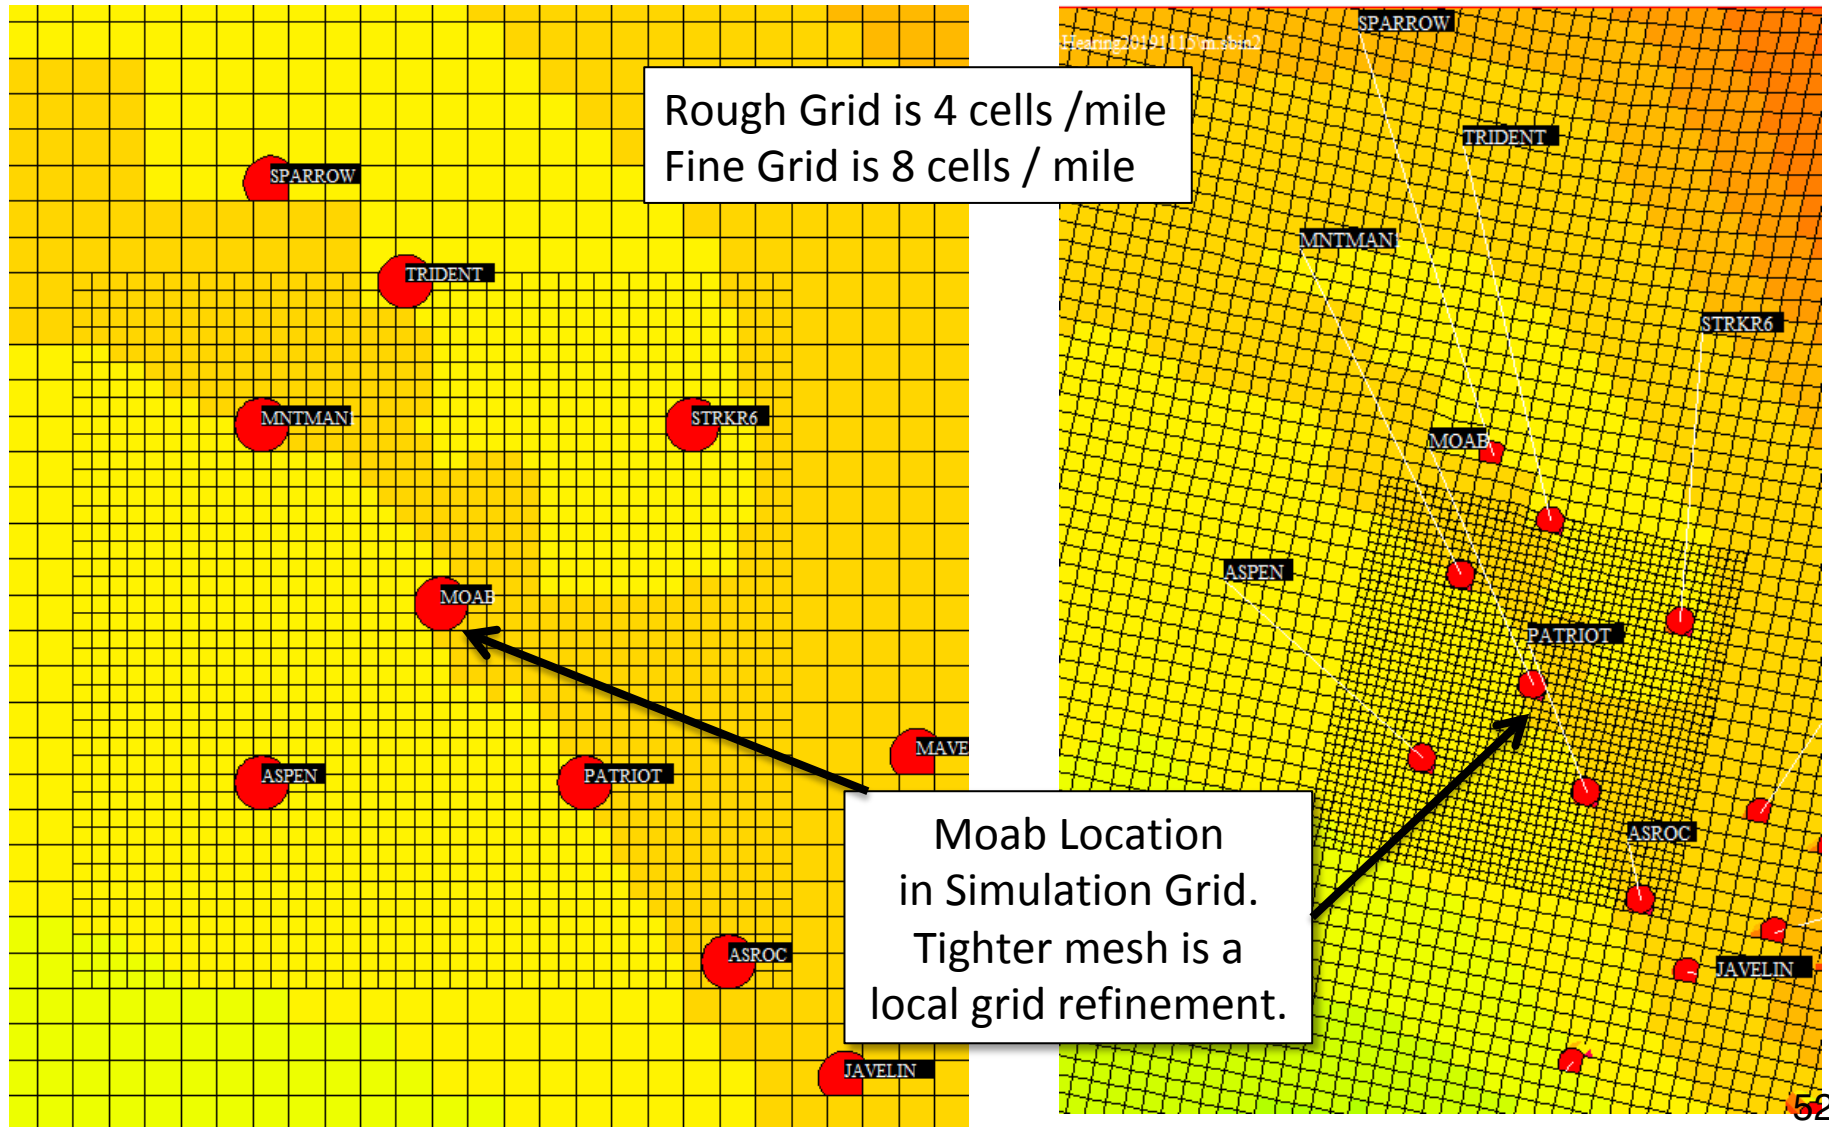 Rough Grid is 4 cells /mile
Fine Grid is 8 cells / mile
SPARROW
TRIDENT
MNTMAN
STRKR6
MOAB
ASPEN
PATRIOT
ASROC
JAVELIN
Hearing20191115
SPARROW
TRIDENT
MNTMAN
STRKR6
MOAB
ASPEN
PATRIOT
ASROC
JAVELIN
Moab Location
in Simulation Grid.
Tighter mesh is a
local grid refinement.
52